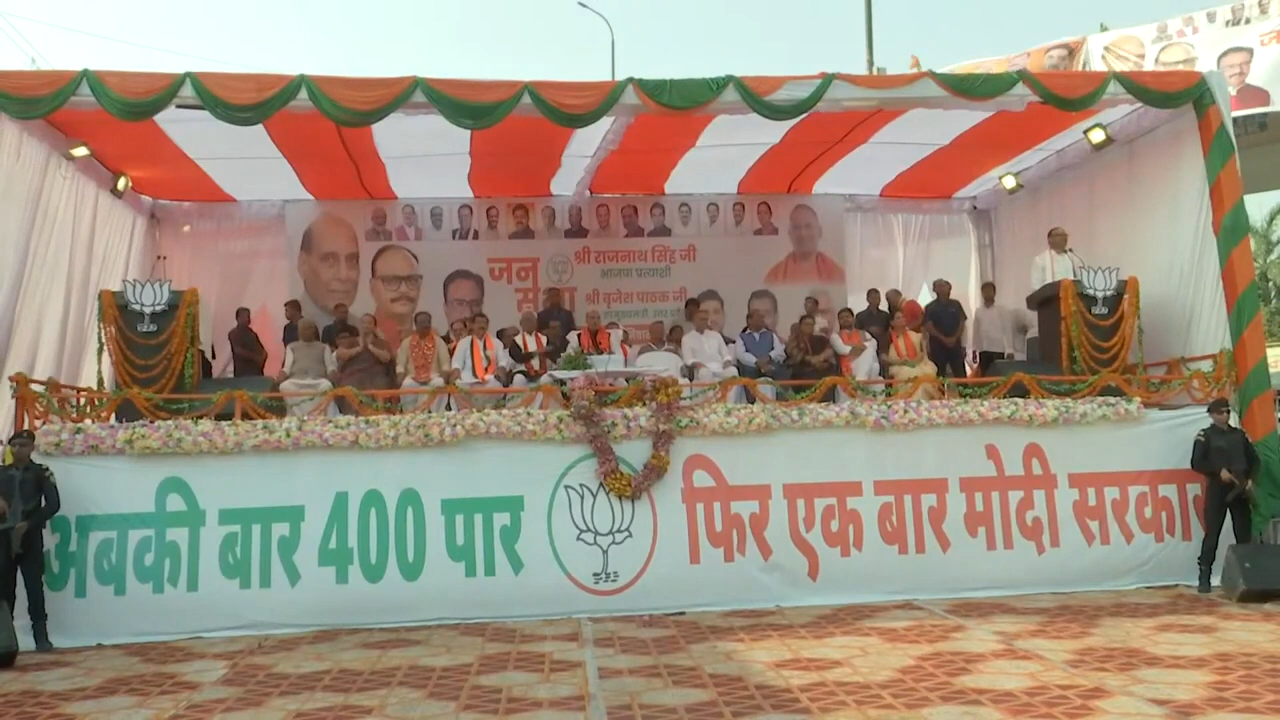 जन
सभा
श्री राजनाथ सिंह जी
भाजपा प्रत्याशी
श्री बृजेश पाठक जी
अबकी बार 400 पार
फिर एक बार मोदी सरकार